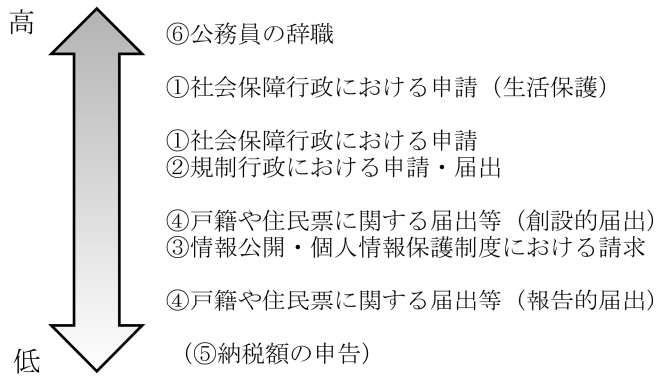 高
⑥公務員の辞職
①社会保障行政における申請（生活保護）
①社会保障行政における申請
②規制行政における申請・届出
④戸籍や住民票に関する届出等（創設的届出）
③情報公開・個人情報保護制度における請求
④戸籍や住民票に関する届出等（報告的届出）
低
（⑤納税額の申告）